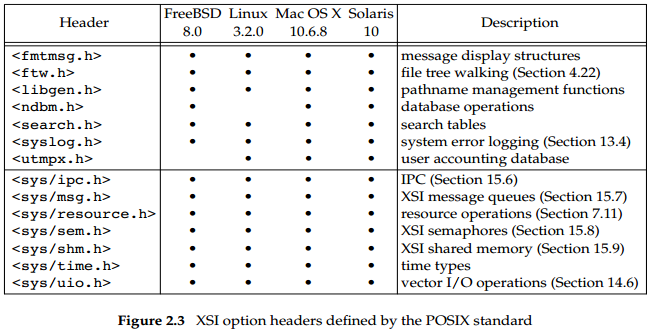 Header FreeBSD 8.0 Linux 3.2.0 Mac OS X 10.6.8 Solaris 10 Description
<fmtmsg.h> • • • • message display structures
<ftw.h> • • • • file tree walking (Section 4.22)
<libgen.h> • • • • pathname management functions
<ndbm.h> • • • database operations
<search.h> • • • • search tables
<syslog.h> • • • • system error logging (Section 13.4)
<utmpx.h> • • • user accounting database
<sys/ipc.h> • • • • IPC (Section 15.6)
<sys/msg.h> • • • • XSI message queues (Section 15.7)
<sys/resource.h> • • • • resource operations (Section 7.11)
<sys/sem.h> • • • • XSI semaphores (Section 15.8)
<sys/shm.h> • • • • XSI shared memory (Section 15.9)
<sys/time.h> • • • • time types
<sys/uio.h> • • • • vector I/O operations (Section 14.6)
Figure 2.3 XSI option headers defined by the POSIX standard